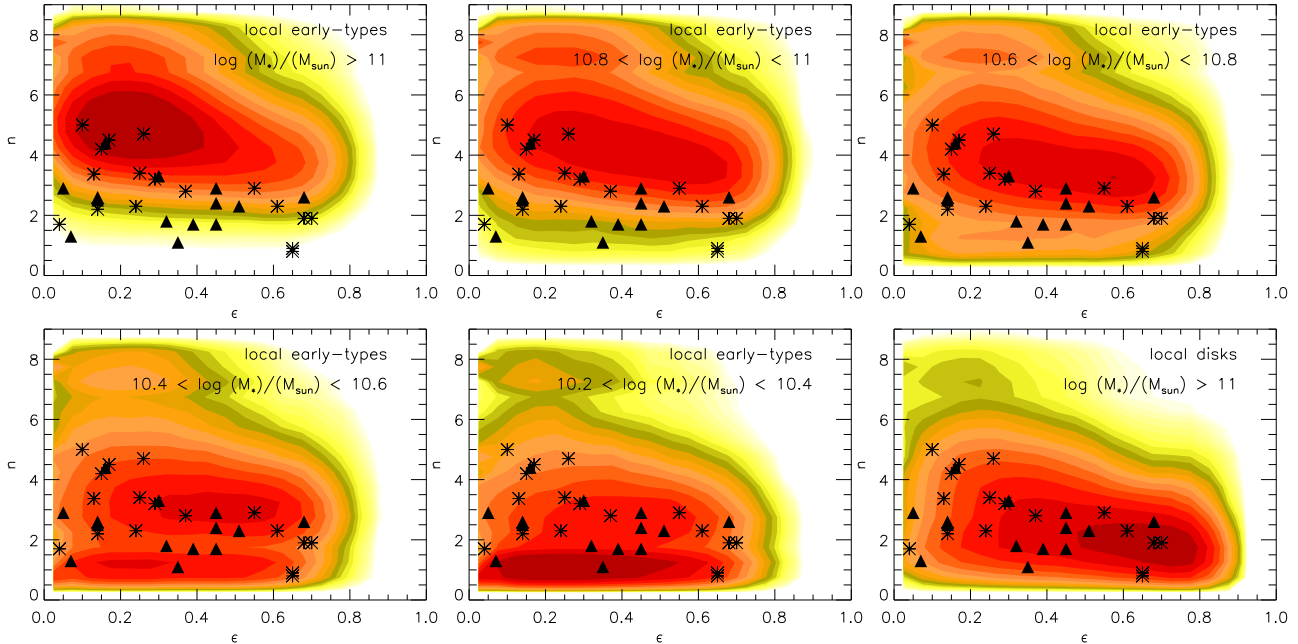 local early-types
log (M*)/(Msun) > 11
n
8
6
4
2
0
0.0 0.2 0.4 0.6 0.8 1.0
ϵ
local early-types
10.8 < log (M*)/(Msun) < 11
n
8
6
4
2
0
0.0 0.2 0.4 0.6 0.8 1.0
ϵ
local early-types
10.6 < log (M*)/(Msun) < 10.8
n
8
6
4
2
0
0.0 0.2 0.4 0.6 0.8 1.0
ϵ
local early-types
10.4 < log (M*)/(Msun) < 10.6
n
8
6
4
2
0
0.0 0.2 0.4 0.6 0.8 1.0
ϵ
local early-types
10.2 < log (M*)/(Msun) < 10.4
n
8
6
4
2
0
0.0 0.2 0.4 0.6 0.8 1.0
ϵ
local disks
log (M*)/(Msun) > 11
n
8
6
4
2
0
0.0 0.2 0.4 0.6 0.8 1.0
ϵ